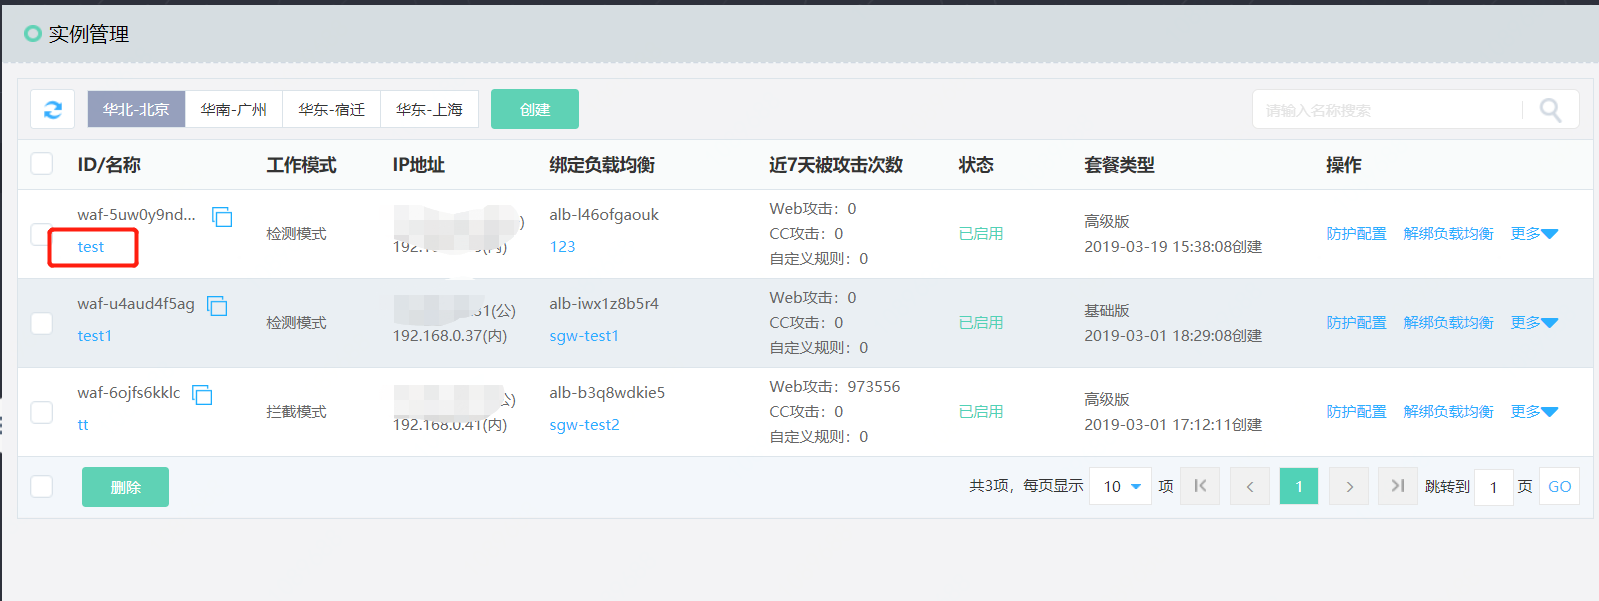 实例管理
华北-北京 华南-广州 华东-宿迁 华东-上海 创建 请输入名称搜索
ID/名称 工作模式 IP地址 绑定负载均衡 近7天被攻击次数 状态 套餐类型 操作
waf-5uw0y9nd... alb-l46ofgaouk Web攻击：0 高级版
检测模式 CC攻击：0 已启用 防护配置 解绑负载均衡 更多
test (内) 123 自定义规则：0 2019-03-19 15:38:08创建
waf-u4aud4f5ag (公) alb-iwx1z8b5r4 Web攻击：0 基础版
检测模式 CC攻击：0 已启用 防护配置 解绑负载均衡 更多
test1 192.168.0.37(内) sgw-test1 自定义规则：0 2019-03-01 18:29:08创建
waf-6ojfs6kklc 公) alb-b3q8wdkie5 Web攻击：973556 高级版
拦截模式 CC攻击：0 已启用 防护配置 解绑负载均衡 更多
tt 192.168.0.41(内) sgw-test2 自定义规则：0 2019-03-01 17:12:11创建
删除 共3项，每页显示 10 项 1 跳转到 1 页 GO